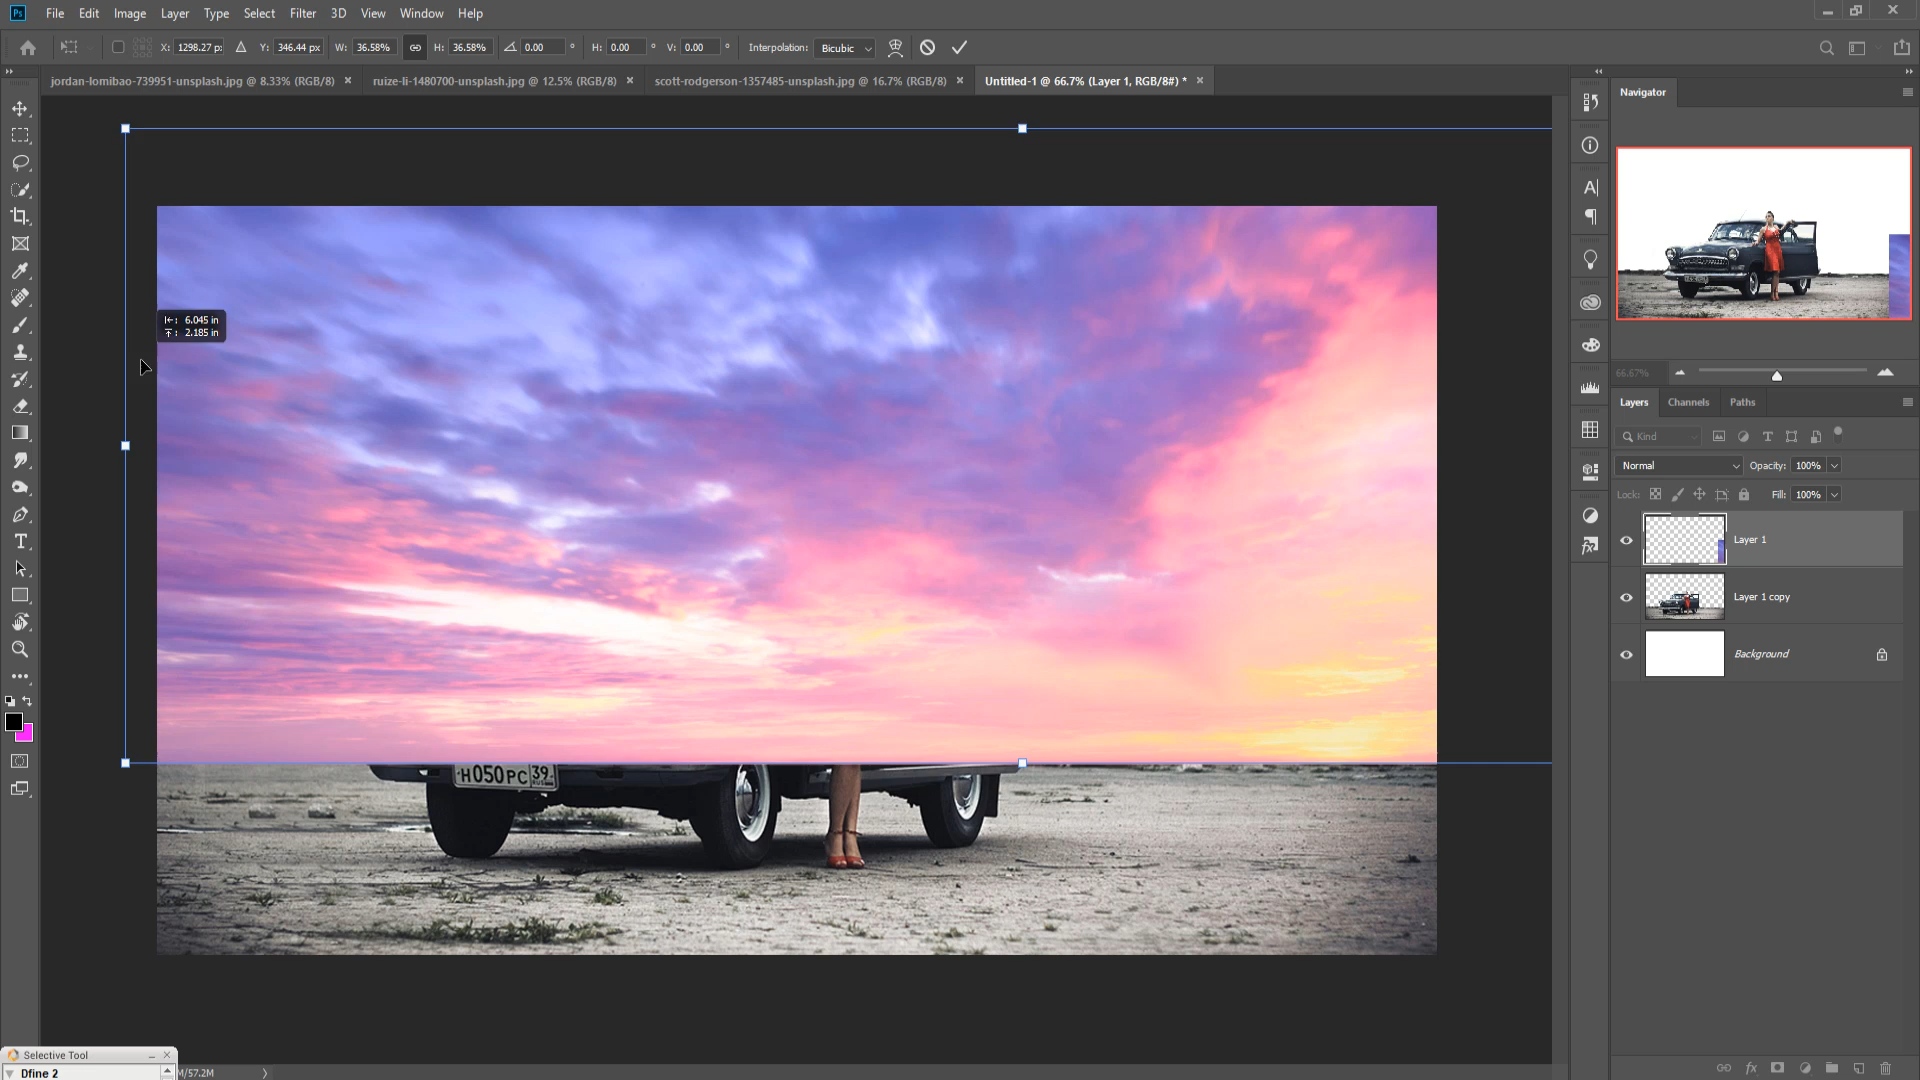 Ps File Edit Image Layer Type Select Filter 3D View Window Help
X: 1298.27 px Y: 346.44 px W: 36.58% H: 36.58% 0.00 ° H: 0.00 ° V: 0.00 ° Interpolation: Bicubic
jordan-lomibao-739951-unsplash.jpg @ 8.33% (RGB/8) × ruize-li-1480700-unsplash.jpg @ 12.5% (RGB/8) × scott-rodgerson-1357485-unsplash.jpg @ 16.7% (RGB/8) × Untitled-1 @ 66.7% (Layer 1, RGB/8#) * ×
Navigator
6.045 in
2.185 in
66.67%
Layers Channels Paths
Kind
Normal Opacity: 100%
Lock: Fill: 100%
Layer 1
Layer 1 copy
Background
Н050РС 39
RUS
Selective Tool
Dfine 2
M/57.2M